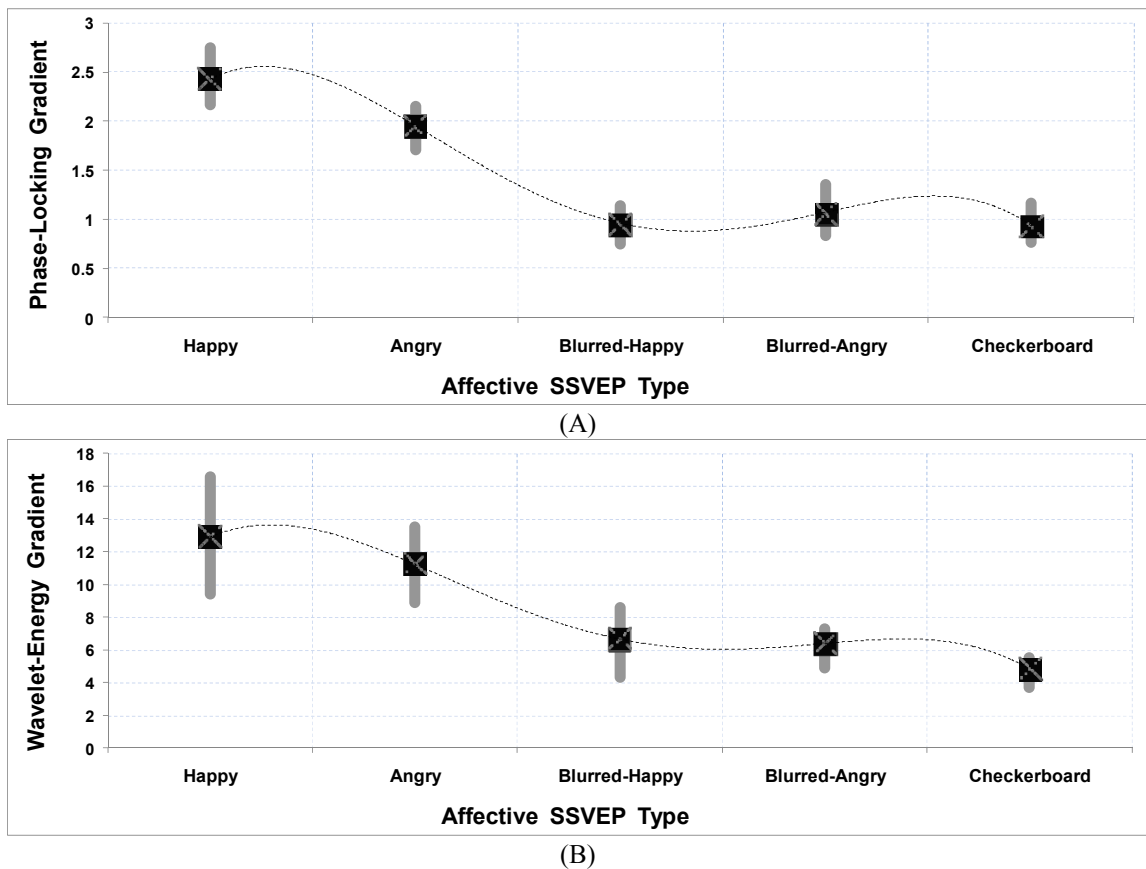 3
2.5
2
1.5
1
0.5
0
Phase-Locking Gradient
Happy Angry Blurred-Happy Blurred-Angry Checkerboard
Affective SSVEP Type
(A)
18
16
14
12
10
8
6
4
2
0
Wavelet-Energy Gradient
Happy Angry Blurred-Happy Blurred-Angry Checkerboard
Affective SSVEP Type
(B)